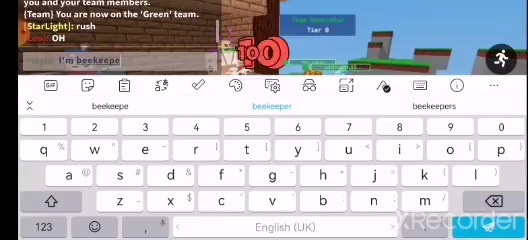 and your team members.
{Team} You are now on the 'Green' team.
[StarLight]: rush
OH
Team Generator
Tier 0
I'm beekeepe
100
GIF
beekeepe beekeeper beekeepers
1 2 3 4 5 6 7 8 9 0
q % w ^ e ~ r | t [ y ] u < i > o { p }
a @ s # d & f * g - h + j = k ( l )
z _ x $ c " v ' b : n ; m /
123 , English (UK) .
XRecorder